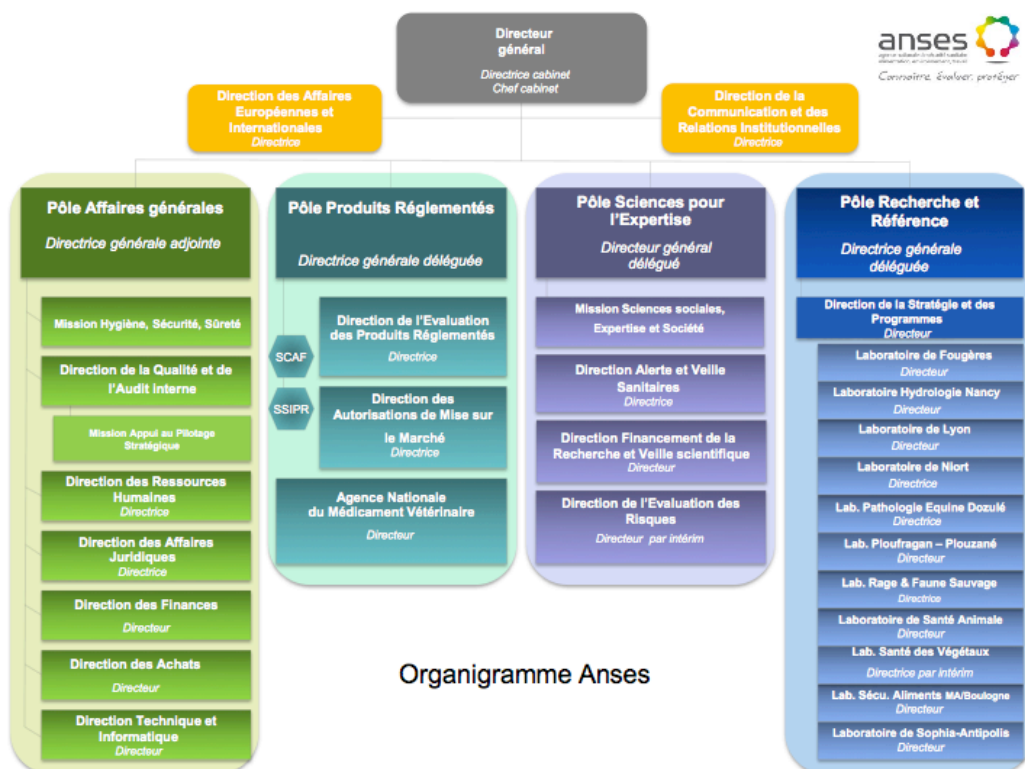 Directeur
général
Directrice cabinet
Chef cabinet
anses
Connaître, évaluer, protéger
Direction des Affaires
Européennes et
Internationales
Directrice
Direction de la
Communication et des
Relations Institutionnelles
Directrice
Pôle Affaires générales
Directrice générale adjointe
Mission Hygiène, Sécurité, Sûreté
Direction de la Qualité et de
l'Audit interne
Mission Appui au Pilotage
Stratégique
Direction des Ressources
Humaines
Directrice
Direction des Affaires
Juridiques
Directrice
Direction des Finances
Directeur
Direction des Achats
Directeur
Direction Technique et
Informatique
Directeur
Pôle Produits Réglementés
Directrice générale déléguée
SCAF
SSIPR
Direction de l'Evaluation
des Produits Réglementés
Directrice
Direction des
Autorisations de Mise sur
le Marché
Directrice
Agence Nationale
du Médicament Vétérinaire
Directeur
Pôle Sciences pour
l'Expertise
Directeur général
délégué
Mission Sciences sociales,
Expertise et Société
Direction Alerte et Veille
Sanitaires
Directrice
Direction Financement de la
Recherche et Veille scientifique
Directeur
Direction de l'Evaluation des
Risques
Directeur par intérim
Pôle Recherche et
Référence
Directrice générale
déléguée
Direction de la Stratégie et des
Programmes
Directeur
Laboratoire de Fougères
Directeur
Laboratoire Hydrologie Nancy
Directeur
Laboratoire de Lyon
Directeur
Laboratoire de Niort
Directrice
Lab. Pathologie Equine Dozulé
Directrice
Lab. Ploufragan – Plouzané
Directeur
Lab. Rage & Faune Sauvage
Directrice
Laboratoire de Santé Animale
Directeur
Lab. Santé des Végétaux
Directrice par intérim
Lab. Sécu. Aliments MA/Boulogne
Directeur
Laboratoire de Sophia-Antipolis
Directeur
Organigramme Anses